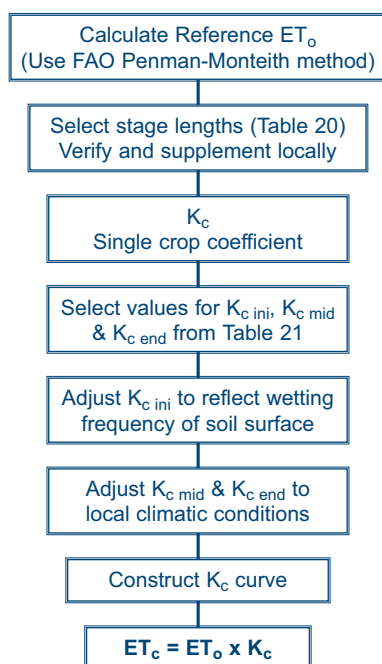 Calculate Reference ETo
(Use FAO Penman-Monteith method)
Select stage lengths (Table 20)
Verify and supplement locally
Kc
Single crop coefficient
Select values for Kc ini, Kc mid
& Kc end from Table 21
Adjust Kc ini to reflect wetting
frequency of soil surface
Adjust Kc mid & Kc end to
local climatic conditions
Construct Kc curve
ETc = ETo x Kc